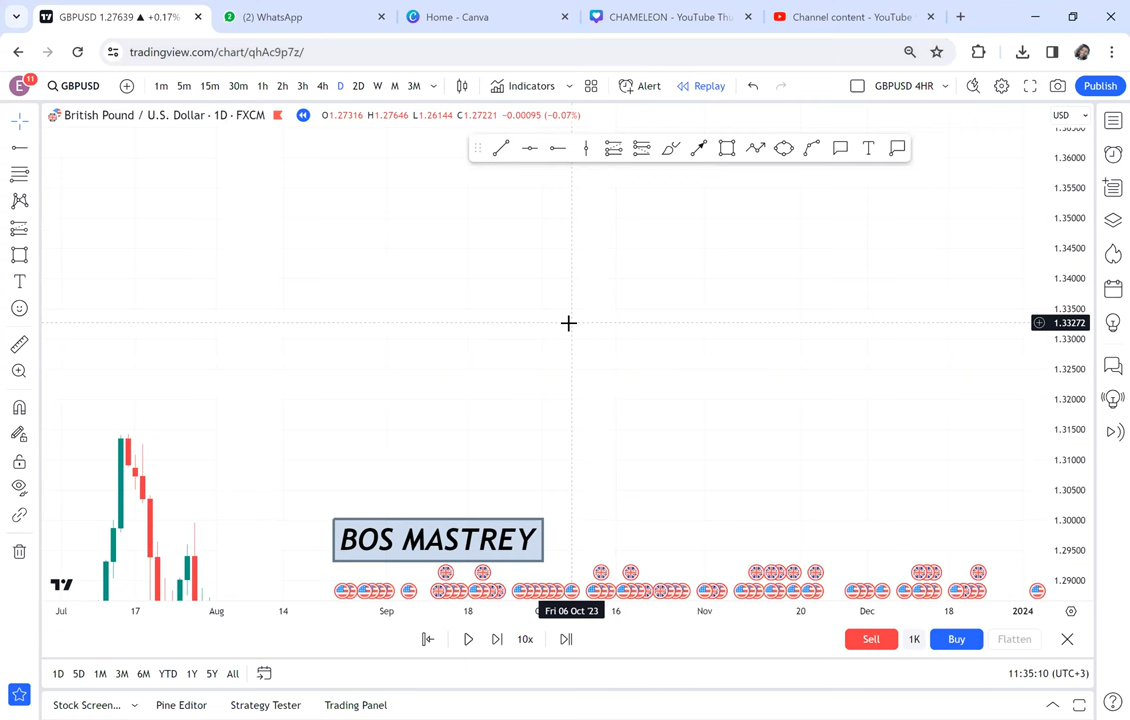 GBPUSD 1.27639 ▲ +0.17%
(2) WhatsApp
Home - Canva
CHAMELEON - YouTube Thu
Channel content - YouTube
tradingview.com/chart/qhAc9p7z/
E
11
GBPUSD
1m 5m 15m 30m 1h 2h 3h 4h D 2D W M 3M
Indicators
Alert
Replay
GBPUSD 4HR
Publish
British Pound / U.S. Dollar · 1D · FXCM
O1.27316 H1.27646 L1.26144 C1.27221 -0.00095 (-0.07%)
USD
1.36500
1.36000
1.35500
1.35000
1.34500
1.34000
1.33500
1.33272
1.33000
1.32500
1.32000
1.31500
1.31000
1.30500
1.30000
1.29500
1.29000
BOS MASTREY
Jul 17 Aug 14 Sep 18 Fri 06 Oct '23 16 Nov 20 Dec 18 2024
10x
Sell 1K Buy Flatten
1D 5D 1M 3M 6M YTD 1Y 5Y All
11:35:10 (UTC+3)
Stock Screen...
Pine Editor
Strategy Tester
Trading Panel